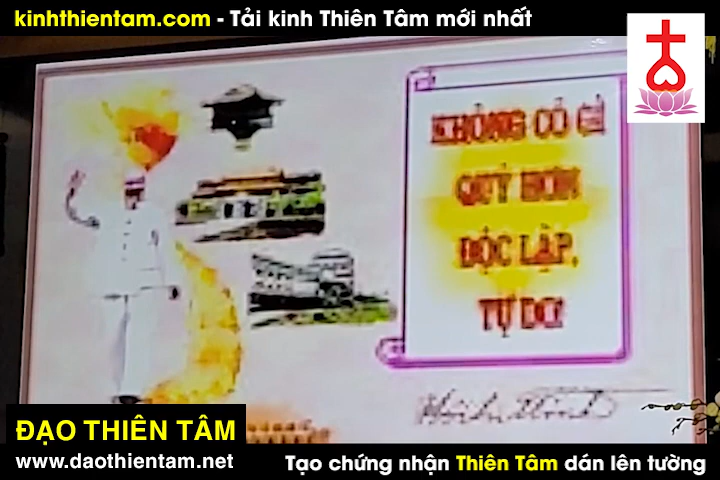 kinhthientam.com - Tải kinh Thiên Tâm mới nhất
KHÔNG CÓ GÌ
QUÝ HƠN
ĐỘC LẬP,
TỰ DO!
ĐẠO THIÊN TÂM
www.daothientam.net
Tạo chứng nhận Thiên Tâm dán lên tường